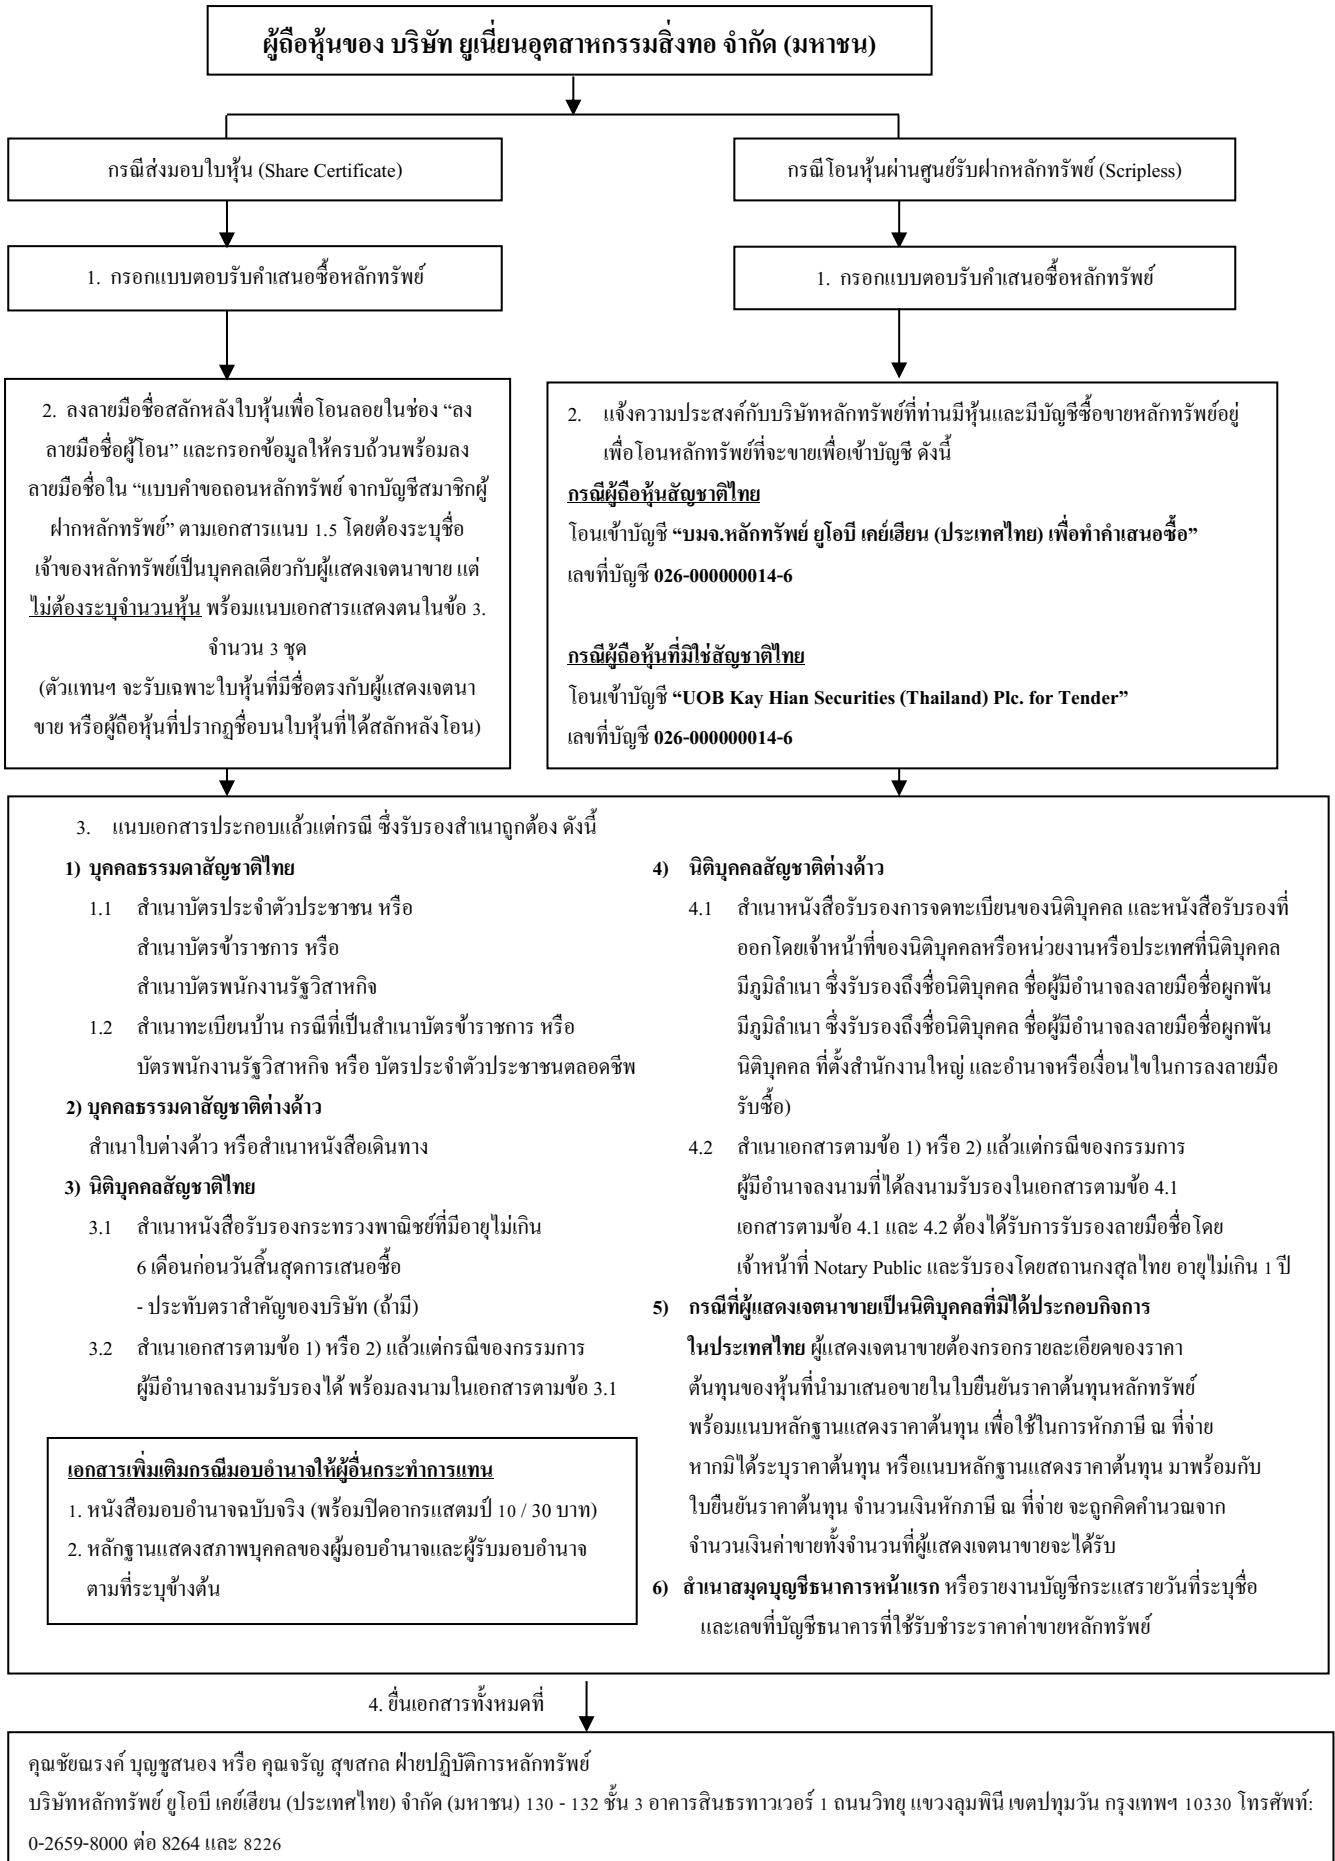 ผู้ถือหุ้นของ บริษัท ยูเนี่ยนอุตสาหกรรมสิ่งทอ จำกัด (มหาชน)
กรณีส่งมอบใบหุ้น (Share Certificate)
1. กรอกแบบตอบรับคำเสนอซื้อหลักทรัพย์
2. ลงลายมือชื่อสลักหลังใบหุ้นเพื่อโอนลอยในช่อง “ลง
ลายมือชื่อผู้โอน” และกรอกข้อมูลให้ครบถ้วนพร้อมลง
ลายมือชื่อใน “แบบคำขอถอนหลักทรัพย์ จากบัญชีสมาชิกผู้
ฝากหลักทรัพย์” ตามเอกสารแนบ 1.5 โดยต้องระบุชื่อ
เจ้าของหลักทรัพย์เป็นบุคคลเดียวกับผู้แสดงเจตนาขาย แต่
ไม่ต้องระบุจำนวนหุ้น พร้อมแนบเอกสารแสดงตนในข้อ 3.
จำนวน 3 ชุด
(ตัวแทนฯ จะรับเฉพาะใบหุ้นที่มีชื่อตรงกับผู้แสดงเจตนา
ขาย หรือผู้ถือหุ้นที่ปรากฏชื่อบนใบหุ้นที่ได้สลักหลังโอน)
กรณีโอนหุ้นผ่านศูนย์รับฝากหลักทรัพย์ (Scripless)
1. กรอกแบบตอบรับคำเสนอซื้อหลักทรัพย์
2. แจ้งความประสงค์กับบริษัทหลักทรัพย์ที่ท่านมีหุ้นและมีบัญชีซื้อขายหลักทรัพย์อยู่
เพื่อโอนหลักทรัพย์ที่จะขายเพื่อเข้าบัญชี ดังนี้
กรณีผู้ถือหุ้นสัญชาติไทย
โอนเข้าบัญชี “บมจ.หลักทรัพย์ ยูโอบี เคย์เฮียน (ประเทศไทย) เพื่อทำคำเสนอซื้อ”
เลขที่บัญชี 026-000000014-6
กรณีผู้ถือหุ้นที่มิใช่สัญชาติไทย
โอนเข้าบัญชี “UOB Kay Hian Securities (Thailand) Plc. for Tender”
เลขที่บัญชี 026-000000014-6
3. แนบเอกสารประกอบแล้วแต่กรณี ซึ่งรับรองสำเนาถูกต้อง ดังนี้
1) บุคคลธรรมดาสัญชาติไทย
1.1 สำเนาบัตรประจำตัวประชาชน หรือ
สำเนาบัตรข้าราชการ หรือ
สำเนาบัตรพนักงานรัฐวิสาหกิจ
1.2 สำเนาทะเบียนบ้าน กรณีที่เป็นสำเนาบัตรข้าราชการ หรือ
บัตรพนักงานรัฐวิสาหกิจ หรือ บัตรประจำตัวประชาชนตลอดชีพ
2) บุคคลธรรมดาสัญชาติต่างด้าว
สำเนาใบต่างด้าว หรือสำเนาหนังสือเดินทาง
3) นิติบุคคลสัญชาติไทย
3.1 สำเนาหนังสือรับรองกระทรวงพาณิชย์ที่มีอายุไม่เกิน
6 เดือนก่อนวันสิ้นสุดการเสนอซื้อ
- ประทับตราสำคัญของบริษัท (ถ้ามี)
3.2 สำเนาเอกสารตามข้อ 1) หรือ 2) แล้วแต่กรณีของกรรมการ
ผู้มีอำนาจลงนามรับรองได้ พร้อมลงนามในเอกสารตามข้อ 3.1
เอกสารเพิ่มเติมกรณีมอบอำนาจให้ผู้อื่นกระทำการแทน
1. หนังสือมอบอำนาจฉบับจริง (พร้อมปิดอากรแสตมป์ 10 / 30 บาท)
2. หลักฐานแสดงสภาพบุคคลของผู้มอบอำนาจและผู้รับมอบอำนาจ
ตามที่ระบุข้างต้น
4) นิติบุคคลสัญชาติต่างด้าว
4.1 สำเนาหนังสือรับรองการจดทะเบียนของนิติบุคคล และหนังสือรับรองที่
ออกโดยเจ้าหน้าที่ของนิติบุคคลหรือหน่วยงานหรือประเทศที่นิติบุคคล
มีภูมิลำเนา ซึ่งรับรองถึงชื่อนิติบุคคล ชื่อผู้มีอำนาจลงลายมือชื่อผูกพัน
มีภูมิลำเนา ซึ่งรับรองถึงชื่อนิติบุคคล ชื่อผู้มีอำนาจลงลายมือชื่อผูกพัน
นิติบุคคล ที่ตั้งสำนักงานใหญ่ และอำนาจหรือเงื่อนไขในการลงลายมือ
รับซื้อ)
4.2 สำเนาเอกสารตามข้อ 1) หรือ 2) แล้วแต่กรณีของกรรมการ
ผู้มีอำนาจลงนามที่ได้ลงนามรับรองในเอกสารตามข้อ 4.1
เอกสารตามข้อ 4.1 และ 4.2 ต้องได้รับการรับรองลายมือชื่อโดย
เจ้าหน้าที่ Notary Public และรับรองโดยสถานกงสุลไทย อายุไม่เกิน 1 ปี
5) กรณีที่ผู้แสดงเจตนาขายเป็นนิติบุคคลที่มิได้ประกอบกิจการ
ในประเทศไทย ผู้แสดงเจตนาขายต้องกรอกรายละเอียดของราคา
ต้นทุนของหุ้นที่นำมาเสนอขายในใบยืนยันราคาต้นทุนหลักทรัพย์
พร้อมแนบหลักฐานแสดงราคาต้นทุน เพื่อใช้ในการหักภาษี ณ ที่จ่าย
หากมิได้ระบุราคาต้นทุน หรือแนบหลักฐานแสดงราคาต้นทุน มาพร้อมกับ
ใบยืนยันราคาต้นทุน จำนวนเงินหักภาษี ณ ที่จ่าย จะถูกคิดคำนวณจาก
จำนวนเงินค่าขายทั้งจำนวนที่ผู้แสดงเจตนาขายจะได้รับ
6) สำเนาสมุดบุญชีธนาคารหน้าแรก หรือรายงานบัญชีกระแสรายวันที่ระบุชื่อ
และเลขที่บัญชีธนาคารที่ใช้รับชำระราคาค่าขายหลักทรัพย์
4. ยื่นเอกสารทั้งหมดที่
คุณชัยณรงค์ บุญชูสนอง หรือ คุณจรัญ สุขสกล ฝ่ายปฏิบัติการหลักทรัพย์
บริษัทหลักทรัพย์ ยูโอบี เคย์เฮียน (ประเทศไทย) จำกัด (มหาชน) 130 - 132 ชั้น 3 อาคารสินธรทาวเวอร์ 1 ถนนวิทยุ แขวงลุมพินี เขตปทุมวัน กรุงเทพฯ 10330 โทรศัพท์:
0-2659-8000 ต่อ 8264 และ 8226